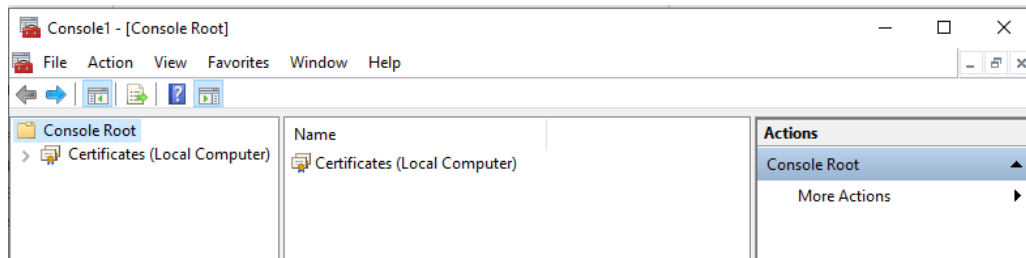 Console1 - [Console Root]
File Action View Favorites Window Help
Console Root
Certificates (Local Computer)
Name
Certificates (Local Computer)
Actions
Console Root
More Actions